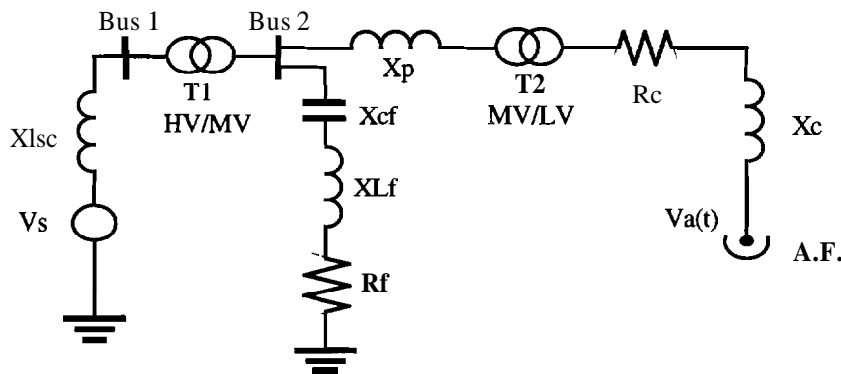 Bus 1
Bus 2
T1
HV/MV
Xp
T2
MV/LV
Rc
Xlsc
Xcf
Xc
XLf
Vs
Va(t)
A.F.
Rf